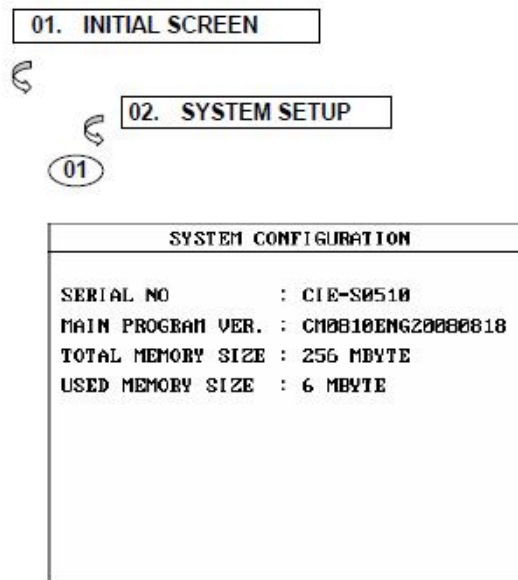 01. INITIAL SCREEN
02. SYSTEM SETUP
01
SYSTEM CONFIGURATION
SERIAL NO : CIE-S0510
MAIN PROGRAM VER. : CM0810ENG20080818
TOTAL MEMORY SIZE : 256 MBYTE
USED MEMORY SIZE : 6 MBYTE